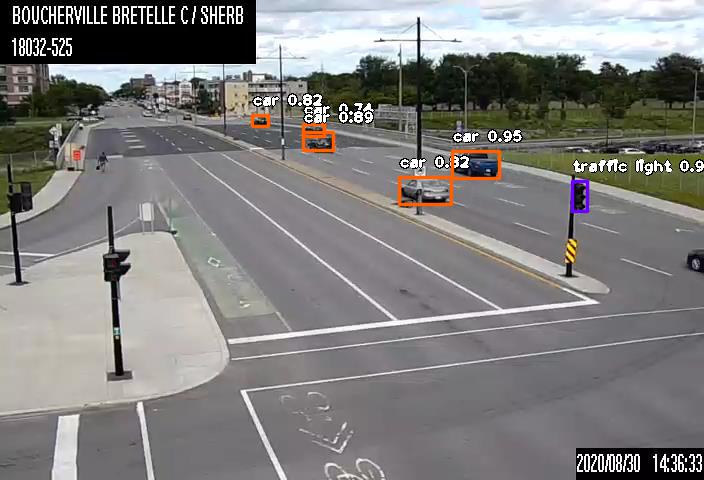 BOUCHERVILLE BRETELLE C / SHERB
18032-525
car 0.82
car 0.74
car 0.89
car 0.95
car 0.82
traffic light 0.9
2020/08/30 14:36:33